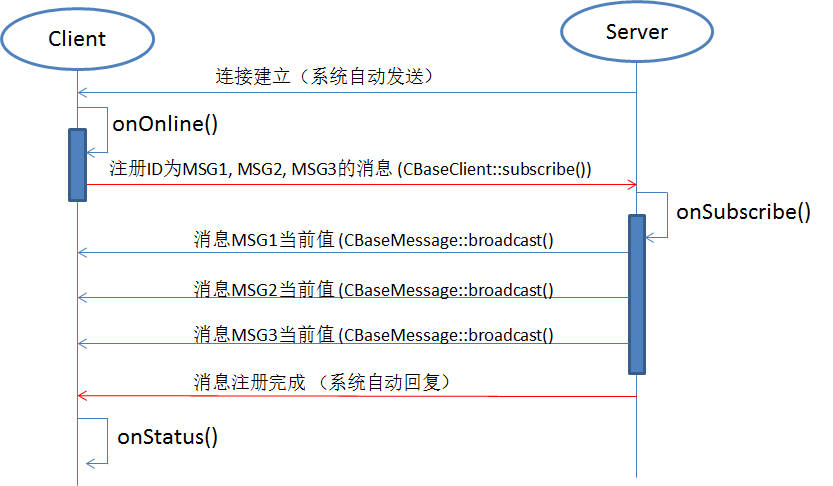 Client
Server
连接建立（系统自动发送）
onOnline()
注册ID为MSG1, MSG2, MSG3的消息 (CBaseClient::subscribe())
onSubscribe()
消息MSG1当前值 (CBaseMessage::broadcast()
消息MSG2当前值 (CBaseMessage::broadcast()
消息MSG3当前值 (CBaseMessage::broadcast()
消息注册完成 （系统自动回复）
onStatus()